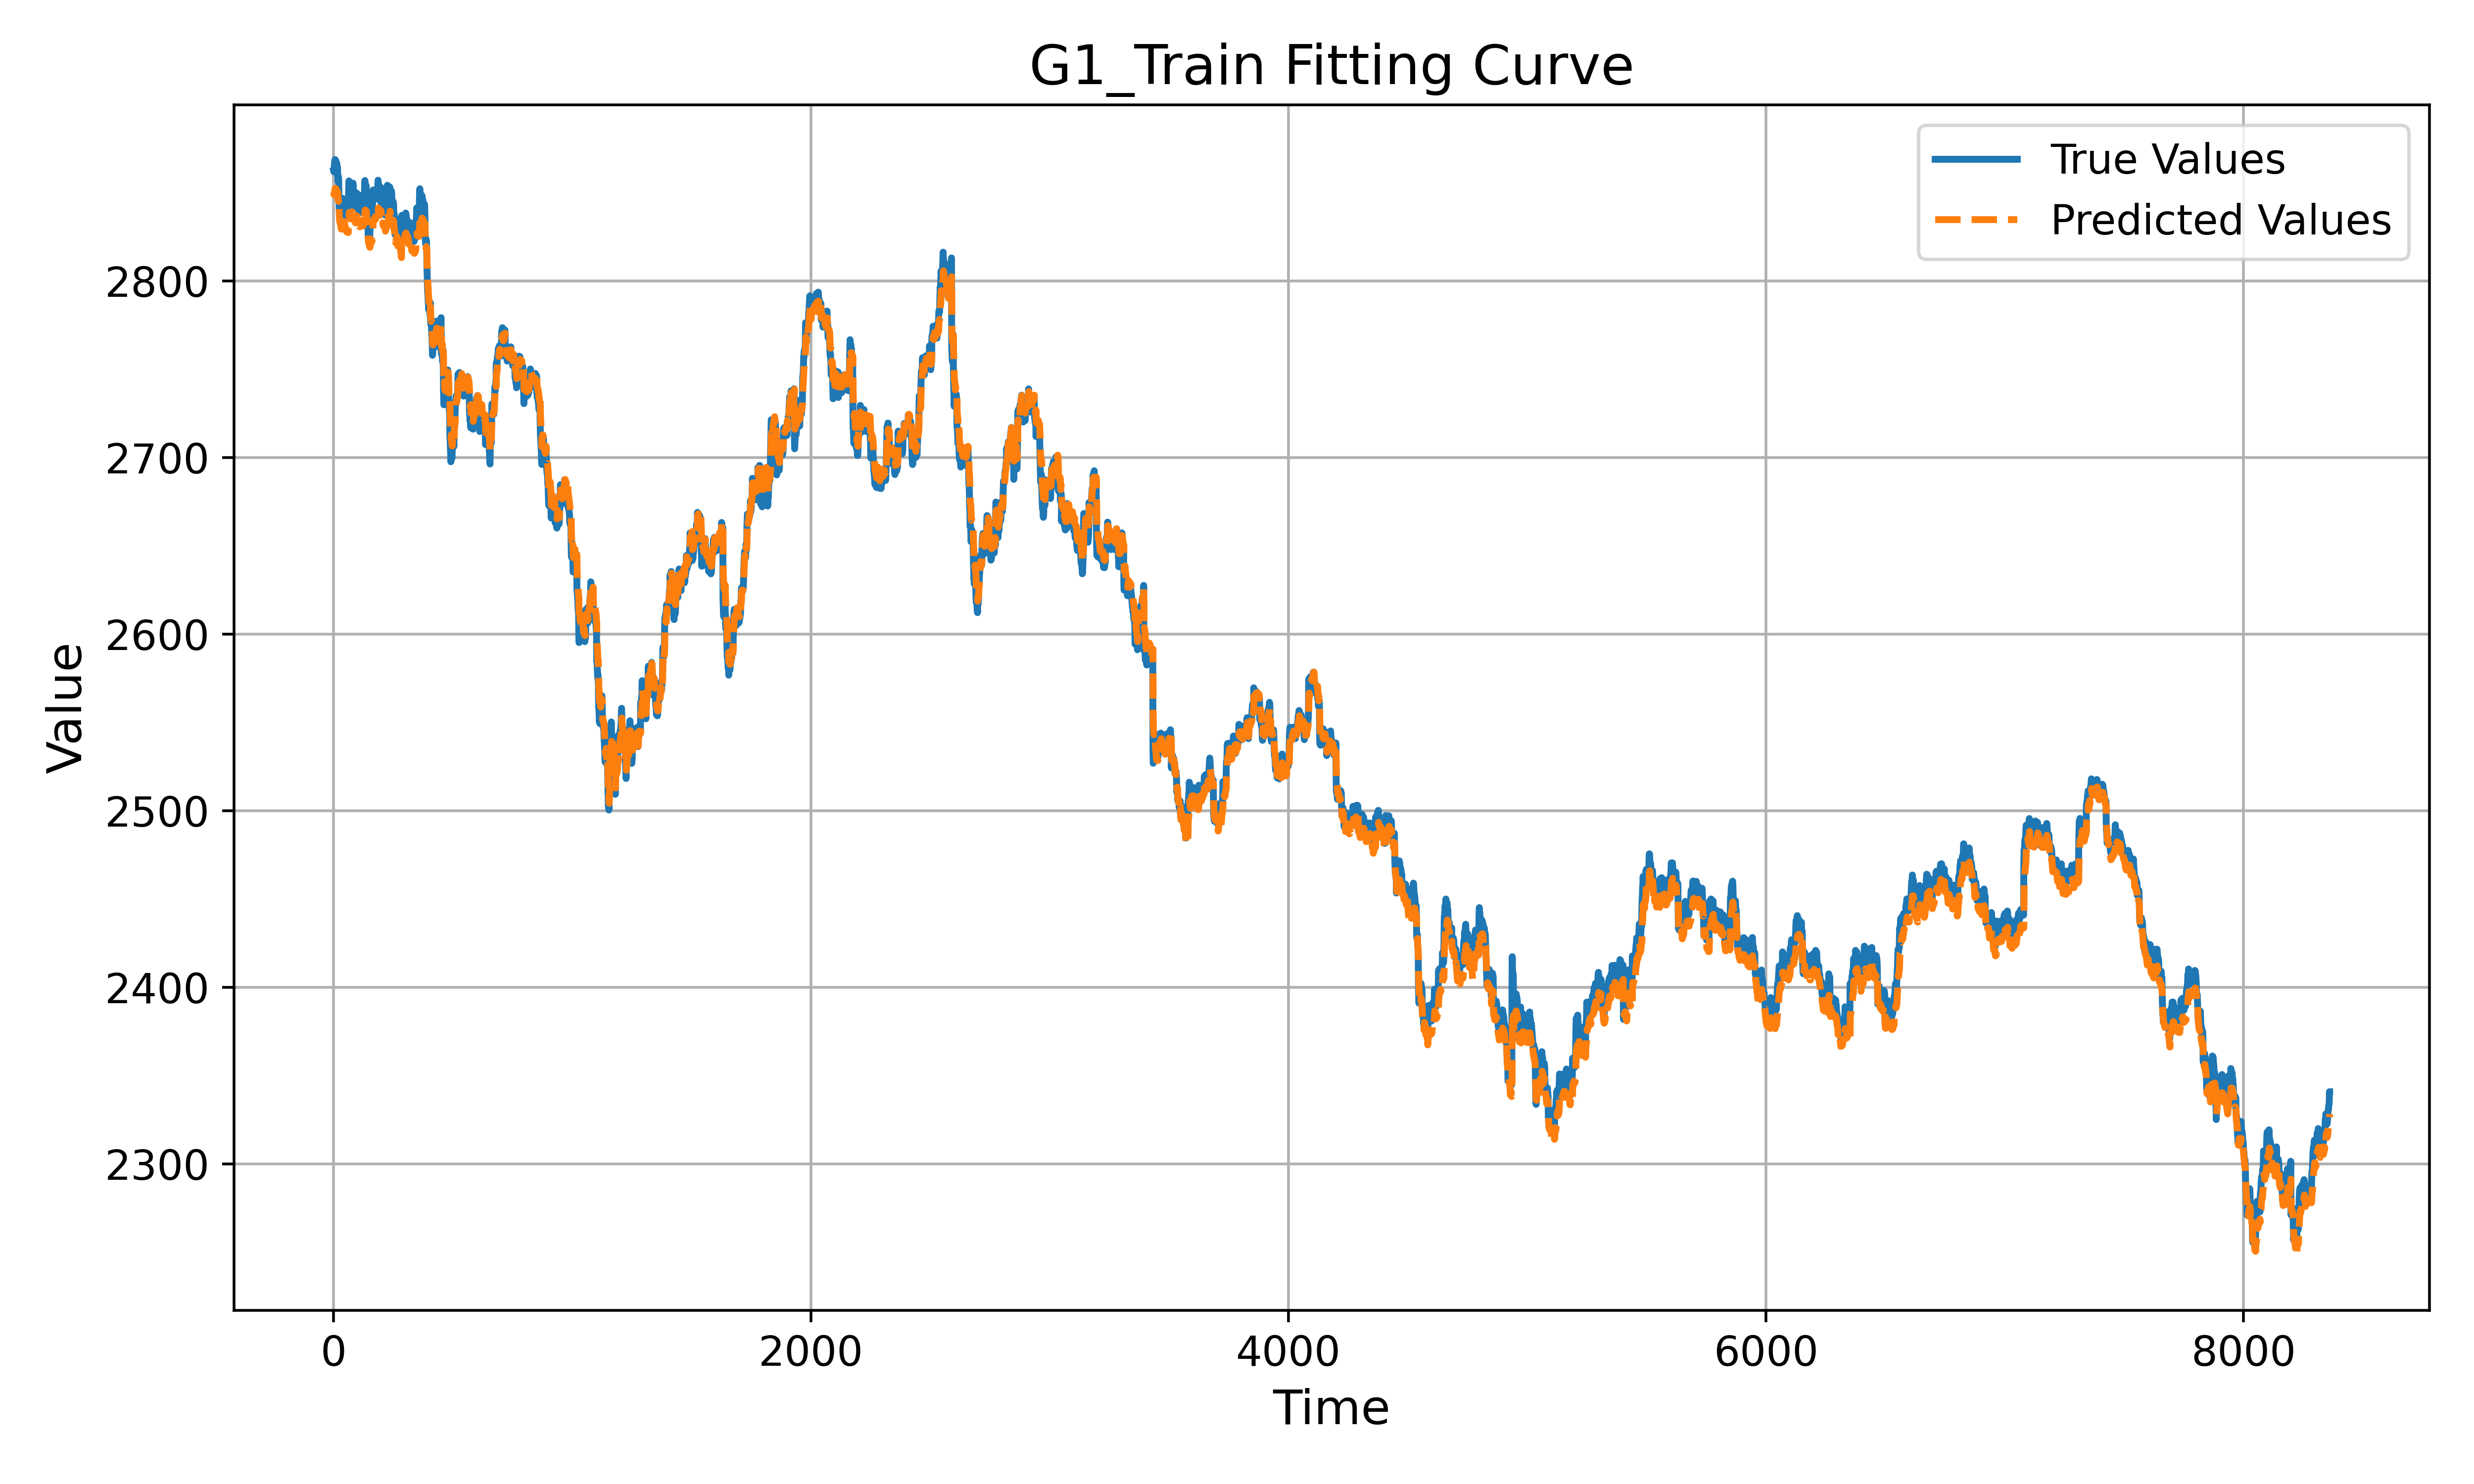 G1_Train Fitting Curve
True Values
Predicted Values
Value
2800
2700
2600
2500
2400
2300
0 2000 4000 6000 8000
Time